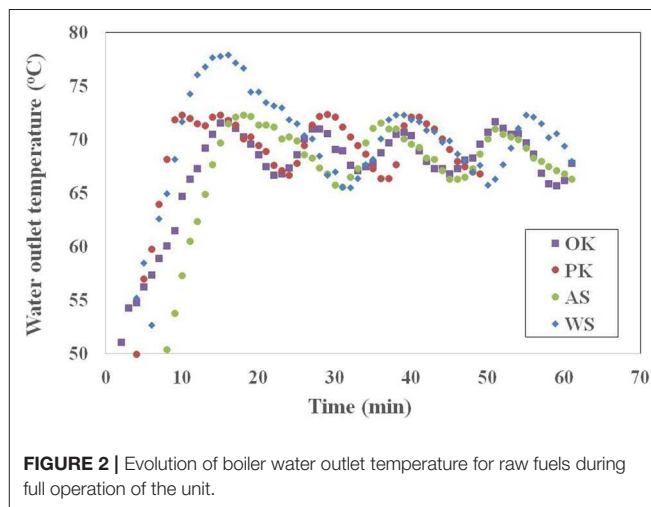 80
75
70
65
60
55
50
Water outlet temperature (°C)
0 10 20 30 40 50 60 70
Time (min)
OK
PK
AS
WS
FIGURE 2 | Evolution of boiler water outlet temperature for raw fuels during
full operation of the unit.